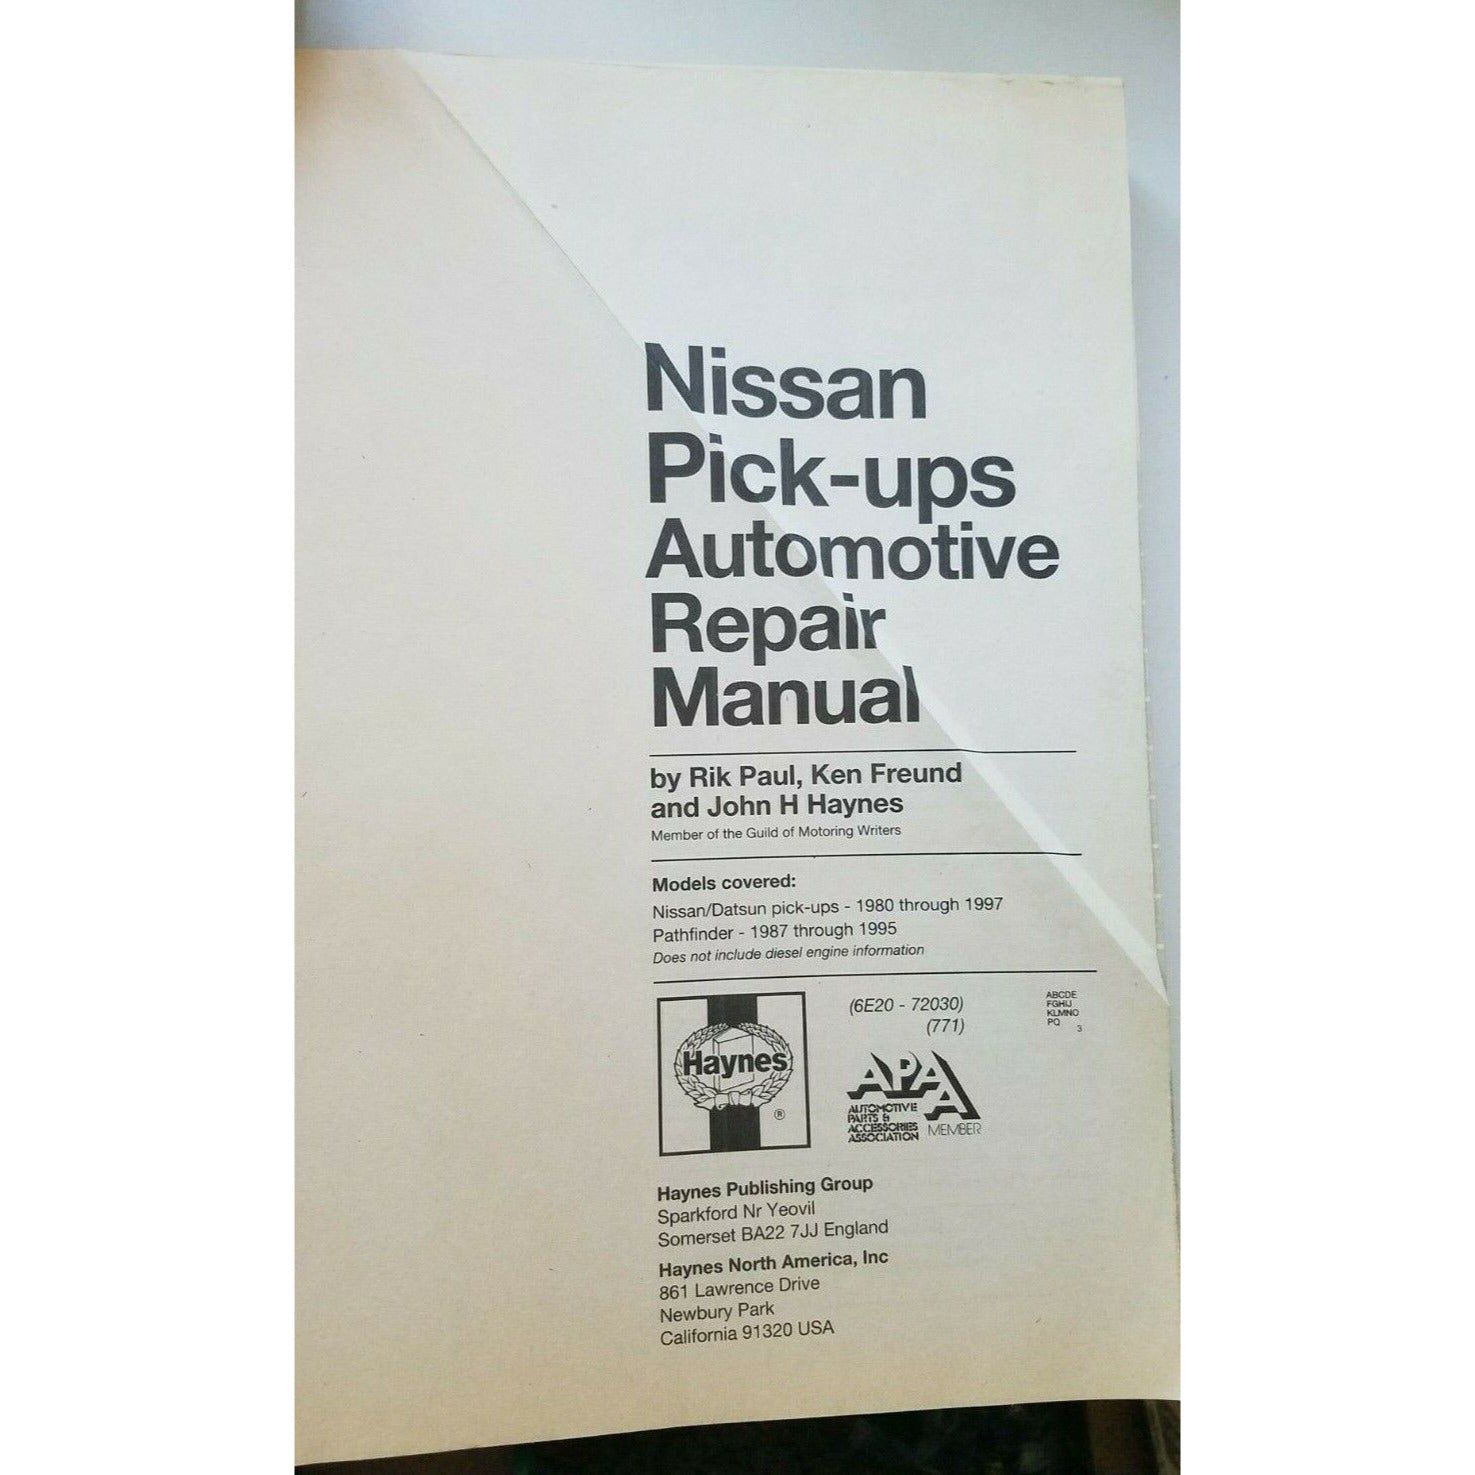 Nissan
Pick-ups
Automotive
Repair
Manual
by Rik Paul, Ken Freund
and John H Haynes
Member of the Guild of Motoring Writers
Models covered:
Nissan/Datsun pick-ups - 1980 through 1997
Pathfinder - 1987 through 1995
Does not include diesel engine information
Haynes
®
(6E20 - 72030)
(771)
ABCDE
FGHIJ
KLMNO
PQ
3
APAA
AUTOMOTIVE
PARTS &
ACCESSORIES
ASSOCIATION
MEMBER
Haynes Publishing Group
Sparkford Nr Yeovil
Somerset BA22 7JJ England
Haynes North America, Inc
861 Lawrence Drive
Newbury Park
California 91320 USA